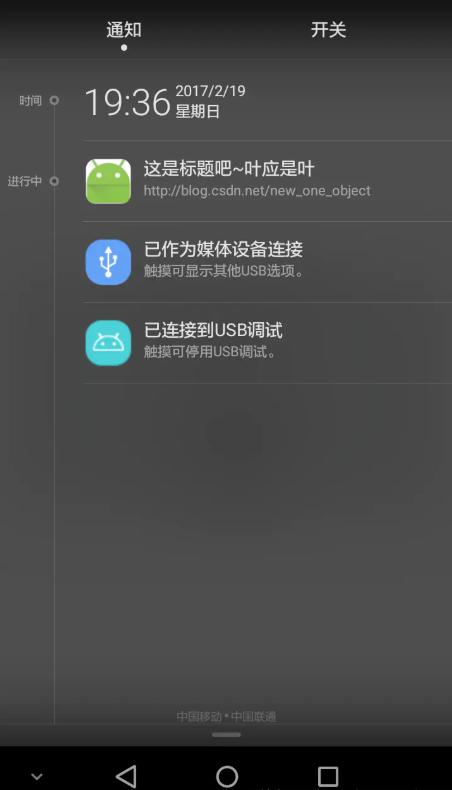 通知 开关
时间 19:36 2017/2/19
星期日
进行中 这是标题吧~叶应是叶
http://blog.csdn.net/new_one_object
已作为媒体设备连接
触摸可显示其他USB选项。
已连接到USB调试
触摸可停用USB调试。
中国移动 • 中国联通